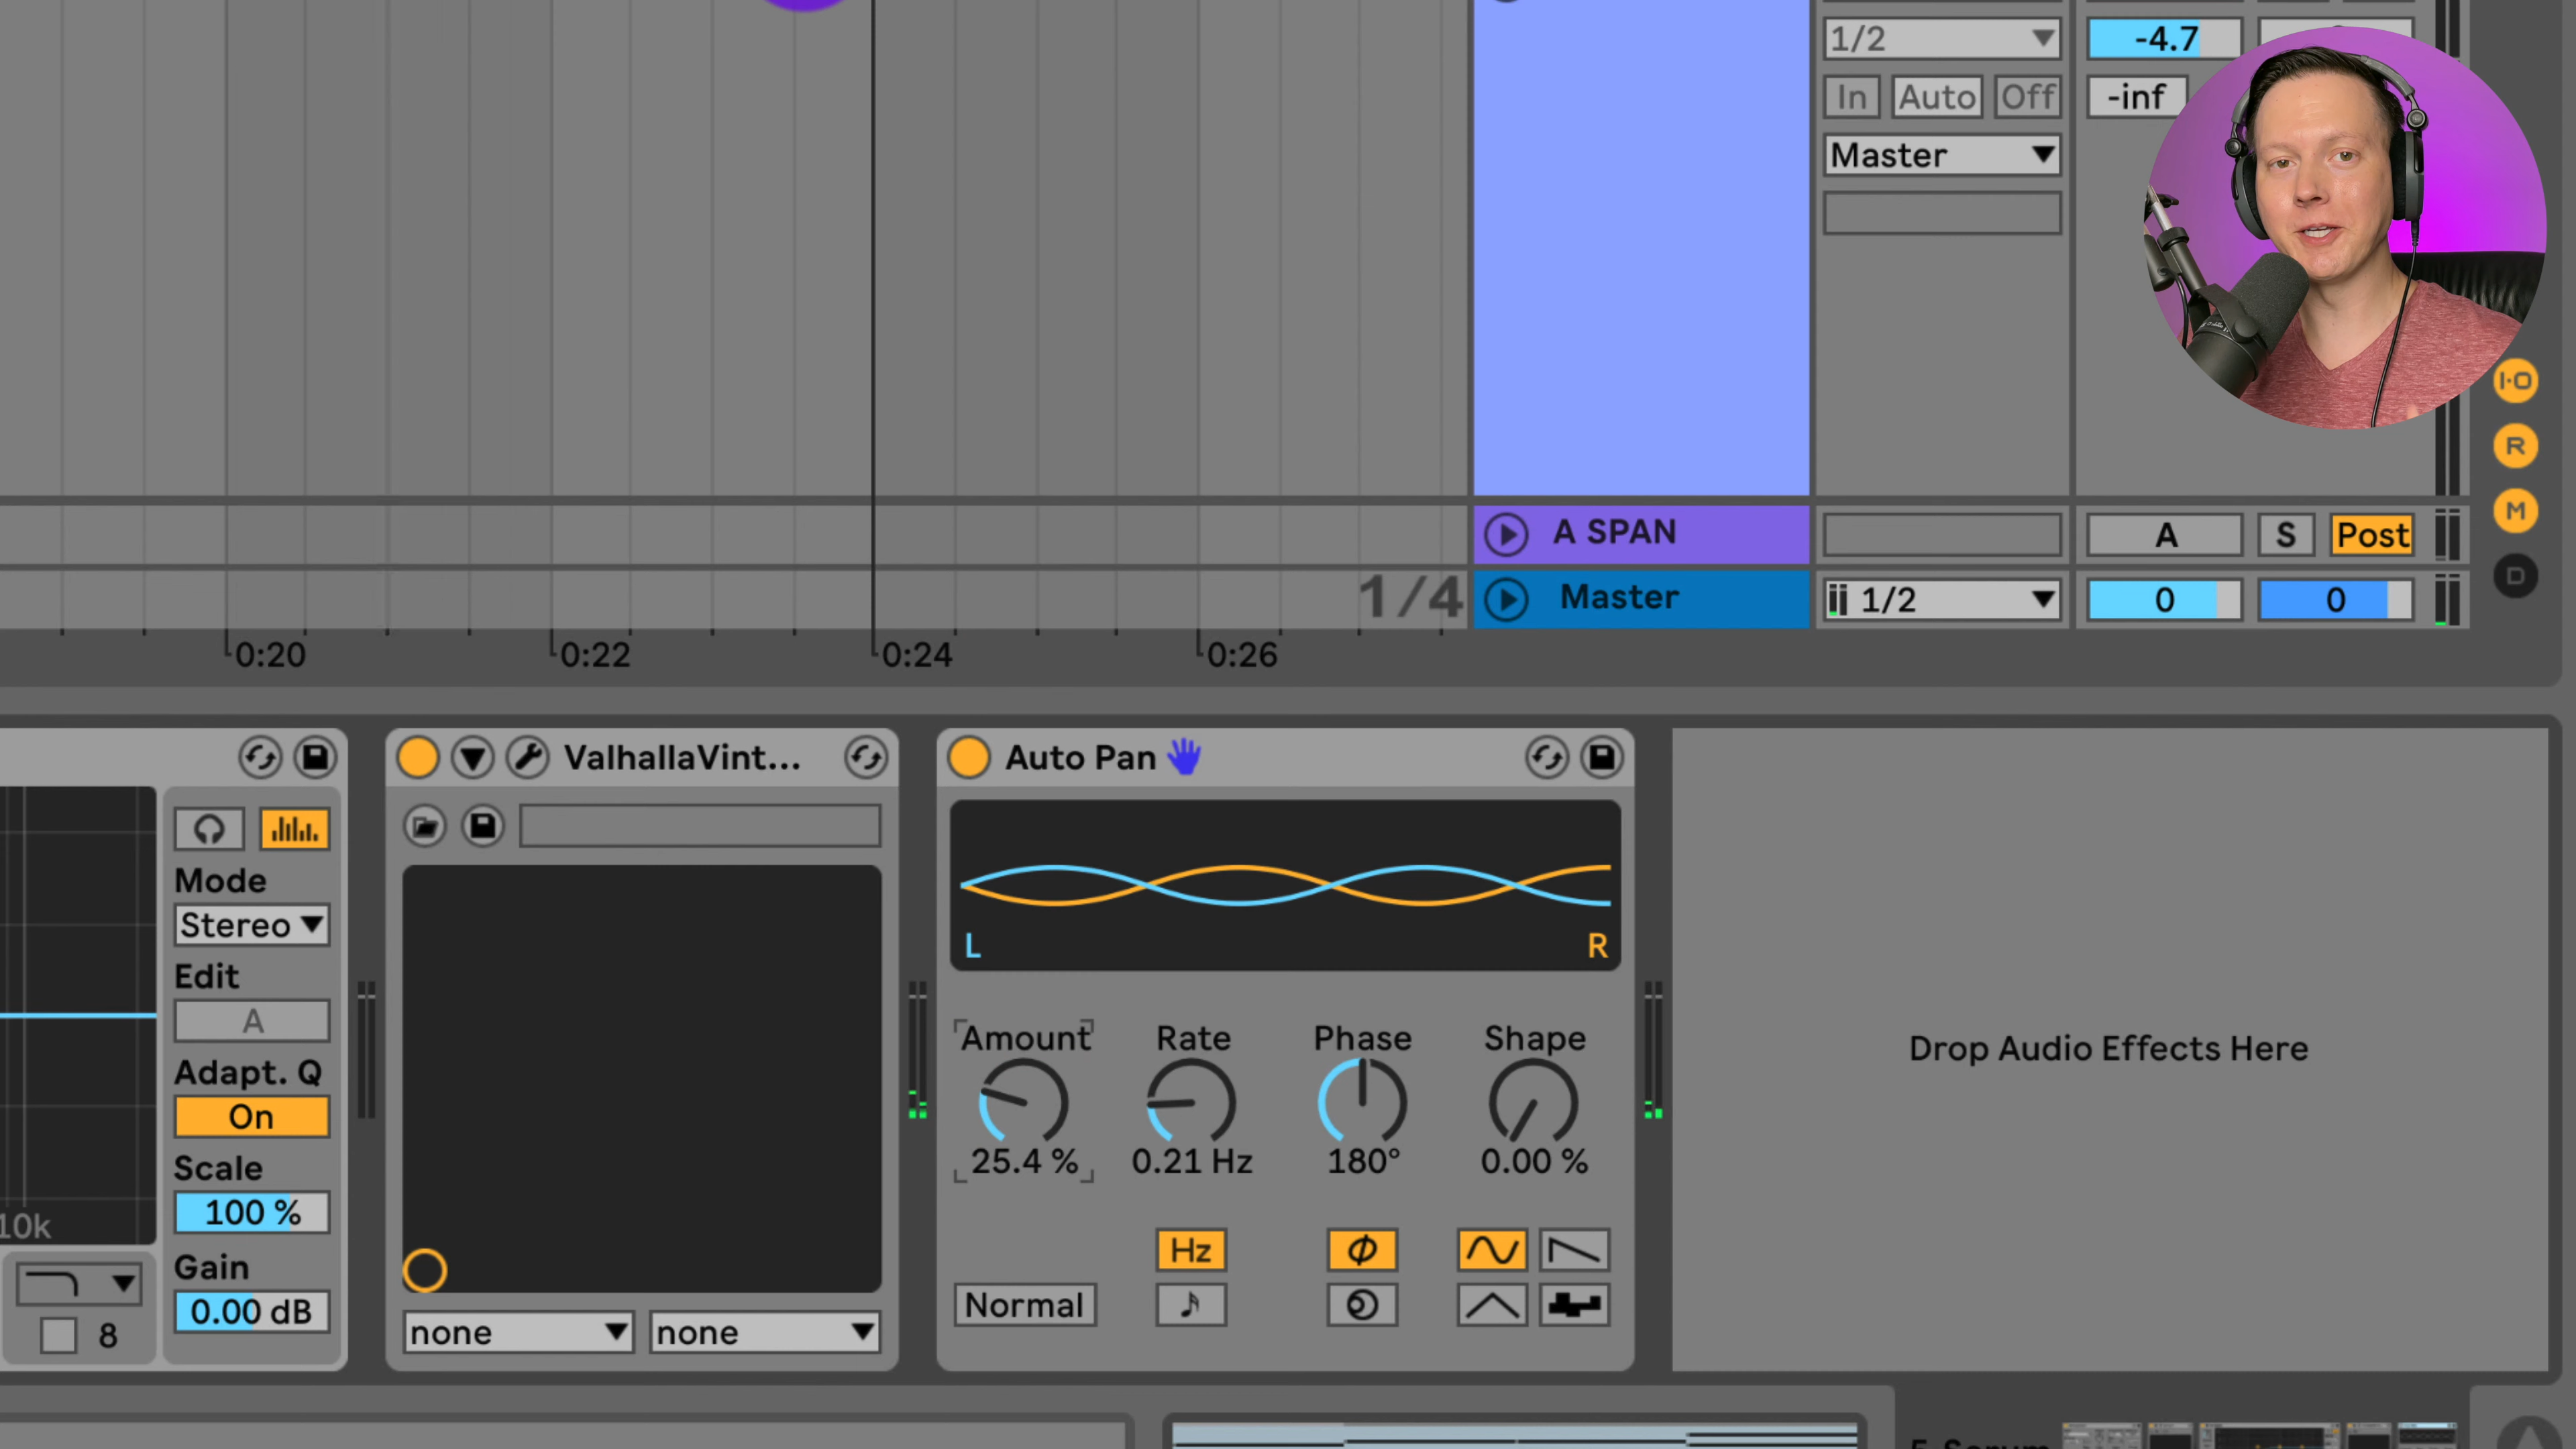 1/2
-4.7
In Auto Off
-inf
Master
A SPAN
A S Post
1/4
Master
1/2
0 0
0:20 0:22 0:24 0:26
I·O
R
M
D
ValhallaVint...
Auto Pan
Mode
Stereo
Edit
A
Adapt. Q
On
Scale
100 %
10k
Gain
0.00 dB
8
none none
L R
Amount Rate Phase Shape
25.4 % 0.21 Hz 180° 0.00 %
Hz
Normal
Drop Audio Effects Here